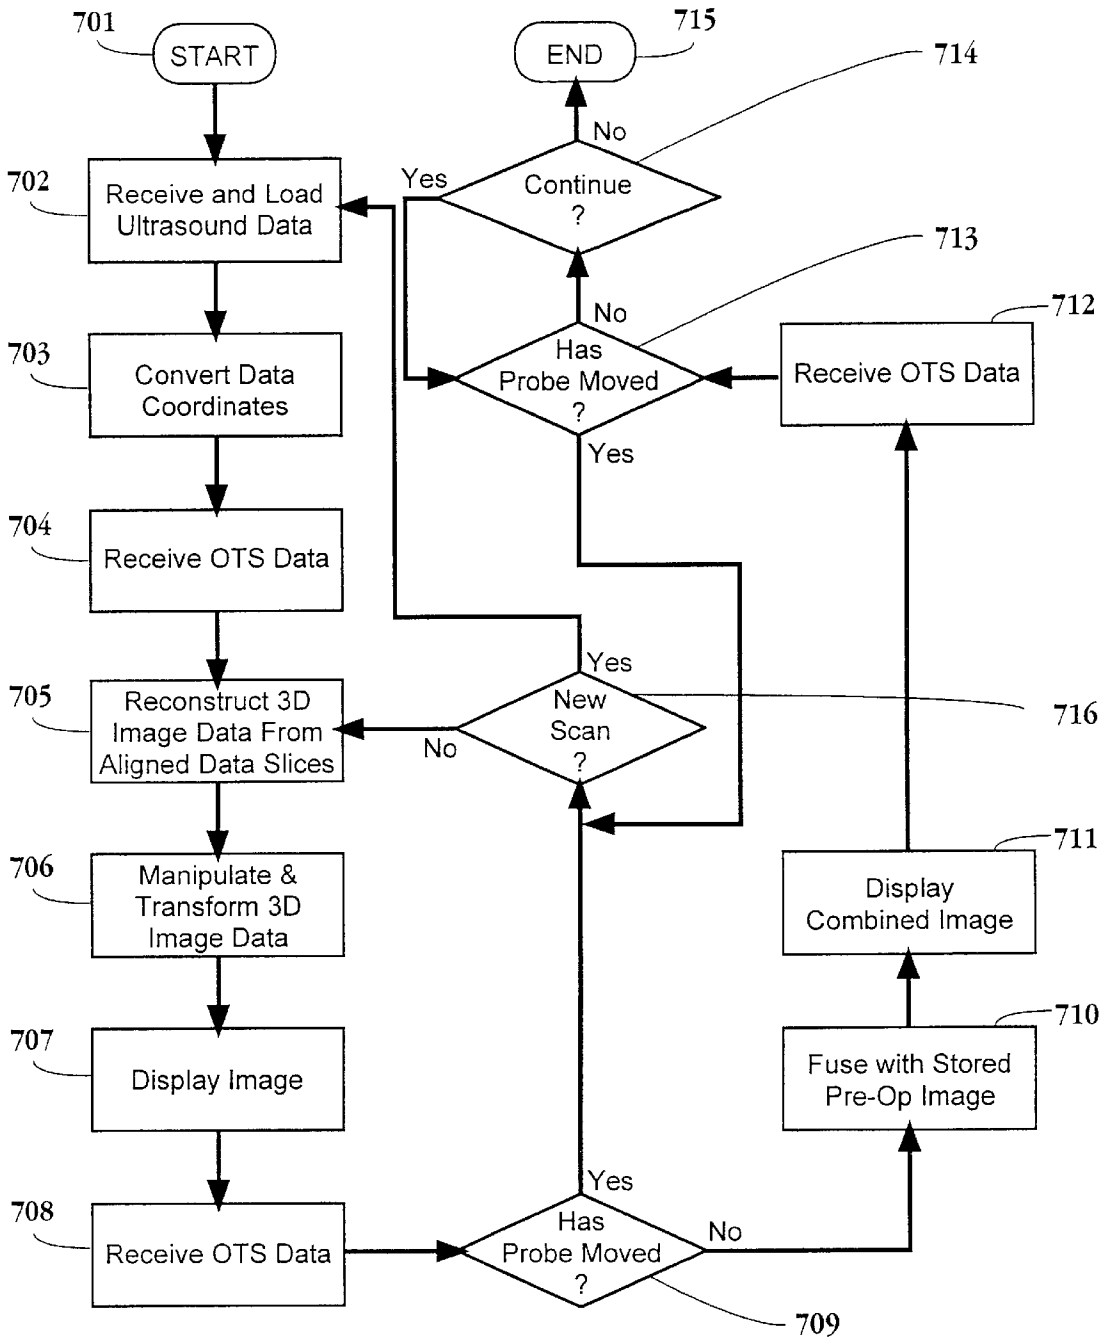 701
START
702
Receive and Load
Ultrasound Data
703
Convert Data
Coordinates
704
Receive OTS Data
705
Reconstruct 3D
Image Data From
Aligned Data Slices
706
Manipulate &
Transform 3D
Image Data
707
Display Image
708
Receive OTS Data
Has
Probe Moved
?
709
Yes
No
Fuse with Stored
Pre-Op Image
710
Display
Combined Image
711
Receive OTS Data
712
Has
Probe Moved
?
713
No
Yes
Continue
?
714
Yes
No
END
715
New
Scan
?
716
Yes
No